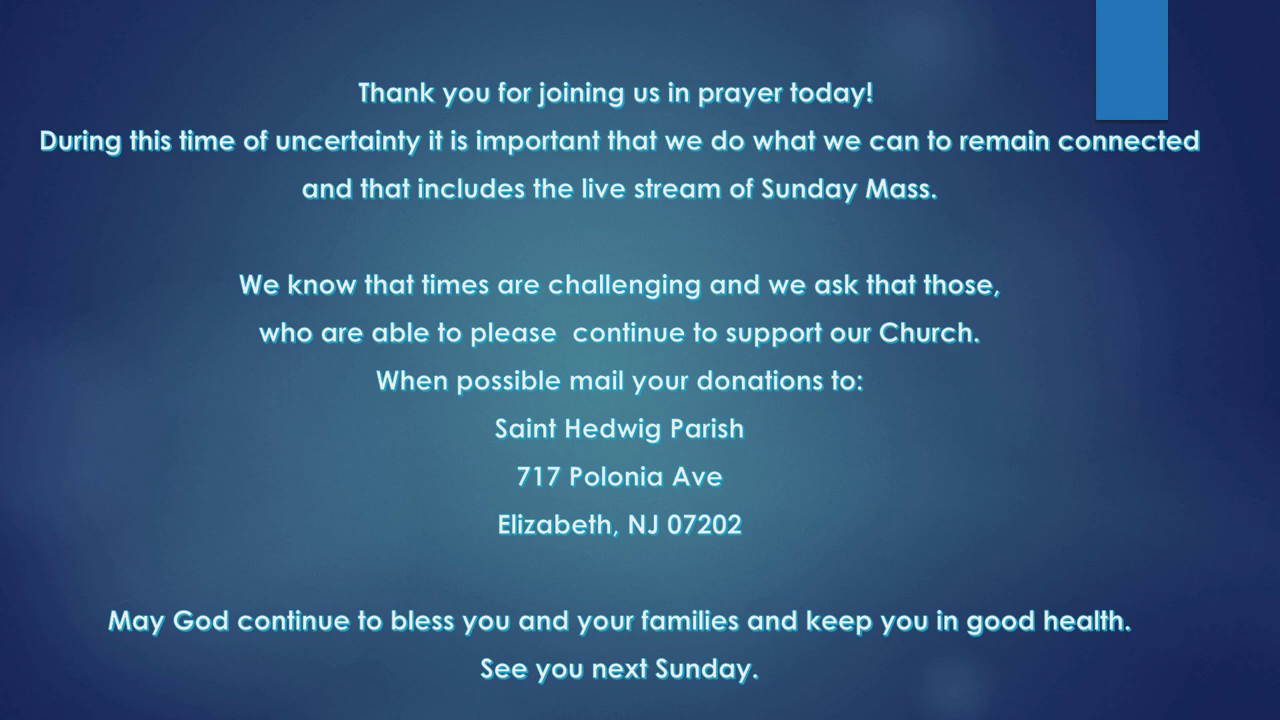 Thank you for joining us in prayer today!
During this time of uncertainty it is important that we do what we can to remain connected
and that includes the live stream of Sunday Mass.
We know that times are challenging and we ask that those,
who are able to please  continue to support our Church.
When possible mail your donations to:
Saint Hedwig Parish
717 Polonia Ave
Elizabeth, NJ 07202
May God continue to bless you and your families and keep you in good health.
See you next Sunday.